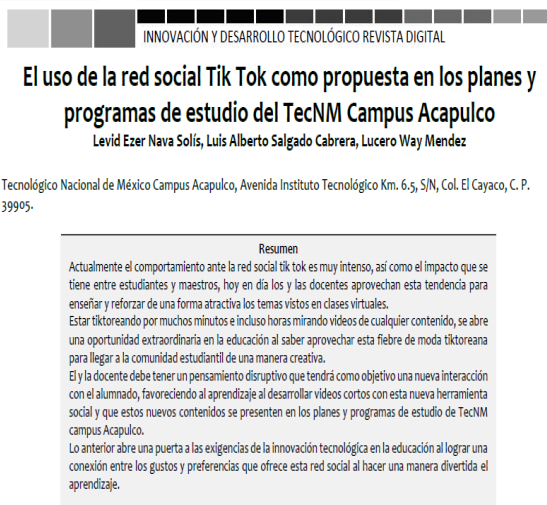 INNOVACIÓN Y DESARROLLO TECNOLÓGICO REVISTA DIGITAL
El uso de la red social Tik Tok como propuesta en los planes y
programas de estudio del TecNM Campus Acapulco
Levid Ezer Nava Solís, Luis Alberto Salgado Cabrera, Lucero Way Mendez
Tecnológico Nacional de México Campus Acapulco, Avenida Instituto Tecnológico Km. 6.5, S/N, Col. El Cayaco, C. P.
39905.
Resumen
Actualmente el comportamiento ante la red social tik tok es muy intenso, así como el impacto que se
tiene entre estudiantes y maestros, hoy en día los y las docentes aprovechan esta tendencia para
enseñar y reforzar de una forma atractiva los temas vistos en clases virtuales.
Estar tiktoreando por muchos minutos e incluso horas mirando videos de cualquier contenido, se abre
una oportunidad extraordinaria en la educación al saber aprovechar esta fiebre de moda tiktoreana
para llegar a la comunidad estudiantil de una manera creativa.
El y la docente debe tener un pensamiento disruptivo que tendrá como objetivo una nueva interacción
con el alumnado, favoreciendo al aprendizaje al desarrollar videos cortos con esta nueva herramienta
social y que estos nuevos contenidos se presenten en los planes y programas de estudio de TecNM
campus Acapulco.
Lo anterior abre una puerta a las exigencias de la innovación tecnológica en la educación al lograr una
conexión entre los gustos y preferencias que ofrece esta red social al hacer una manera divertida el
aprendizaje.